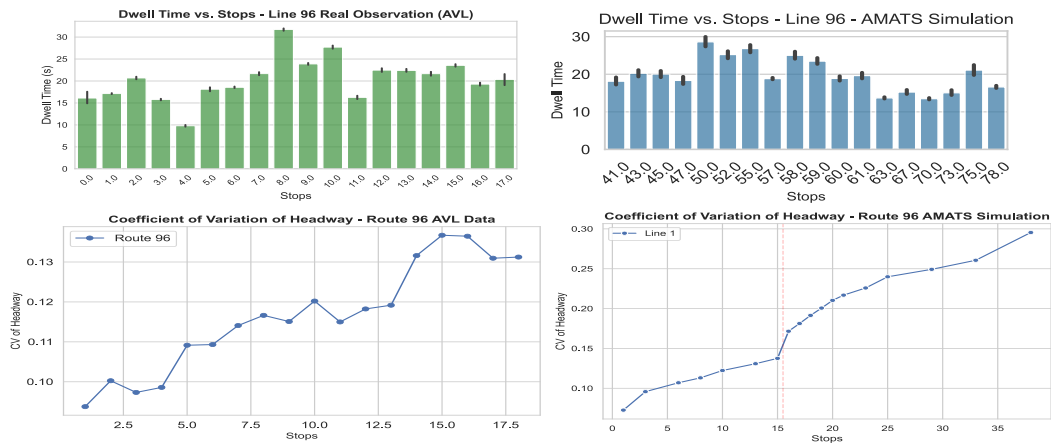 Dwell Time vs. Stops - Line 96 Real Observation (AVL)
Dwell Time (s)
30
25
20
15
10
5
0
0.0 1.0 2.0 3.0 4.0 5.0 6.0 7.0 8.0 9.0 10.0 11.0 12.0 13.0 14.0 15.0 16.0 17.0
Stops
Dwell Time vs. Stops - Line 96 - AMATS Simulation
Dwell Time
30
20
10
0
41.0 43.0 45.0 47.0 50.0 52.0 55.0 57.0 58.0 59.0 60.0 61.0 63.0 67.0 70.0 73.0 75.0 78.0
Stops
Coefficient of Variation of Headway - Route 96 AVL Data
Route 96
CV of Headway
0.13
0.12
0.11
0.10
2.5 5.0 7.5 10.0 12.5 15.0 17.5
Stops
Coefficient of Variation of Headway - Route 96 AMATS Simulation
Line 1
CV of Headway
0.30
0.25
0.20
0.15
0.10
0 5 10 15 20 25 30 35
Stops